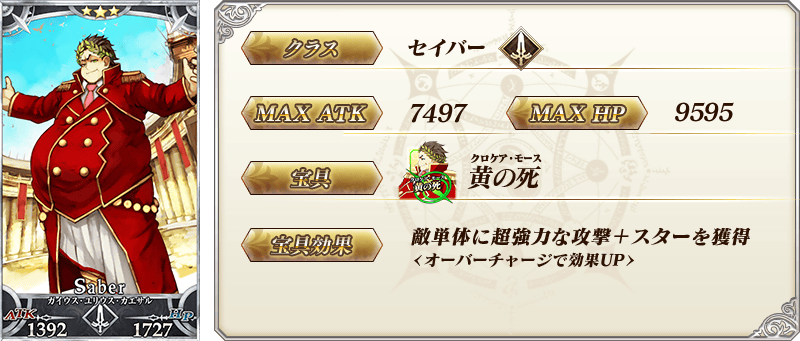 Saber
ガイウス・ユリウス・カエサル
ATK
HP
1392
1727
クラス
セイバー
MAX ATK
7497
MAX HP
9595
宝具
黄の死
クロケア・モース
黄の死
宝具効果
敵単体に超強力な攻撃＋スターを獲得
<オーバーチャージで効果UP>